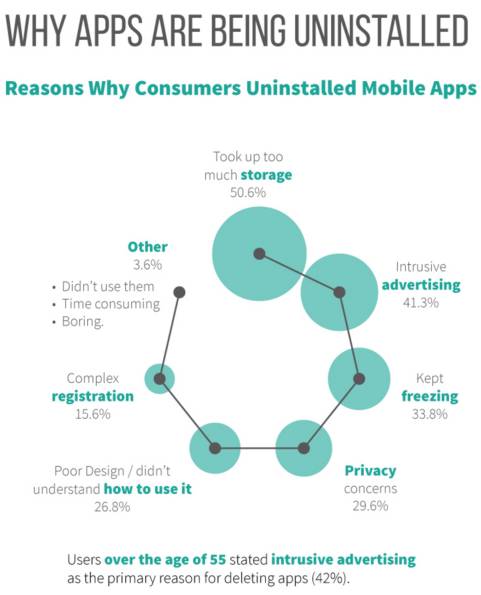 WHY APPS ARE BEING UNINSTALLED
Reasons Why Consumers Uninstalled Mobile Apps
Took up too
much storage
50.6%
Intrusive
advertising
41.3%
Kept
freezing
33.8%
Privacy
concerns
29.6%
Poor Design / didn't
understand how to use it
26.8%
Complex
registration
15.6%
Other
3.6%
• Didn't use them
• Time consuming
• Boring.
Users over the age of 55 stated intrusive advertising
as the primary reason for deleting apps (42%).